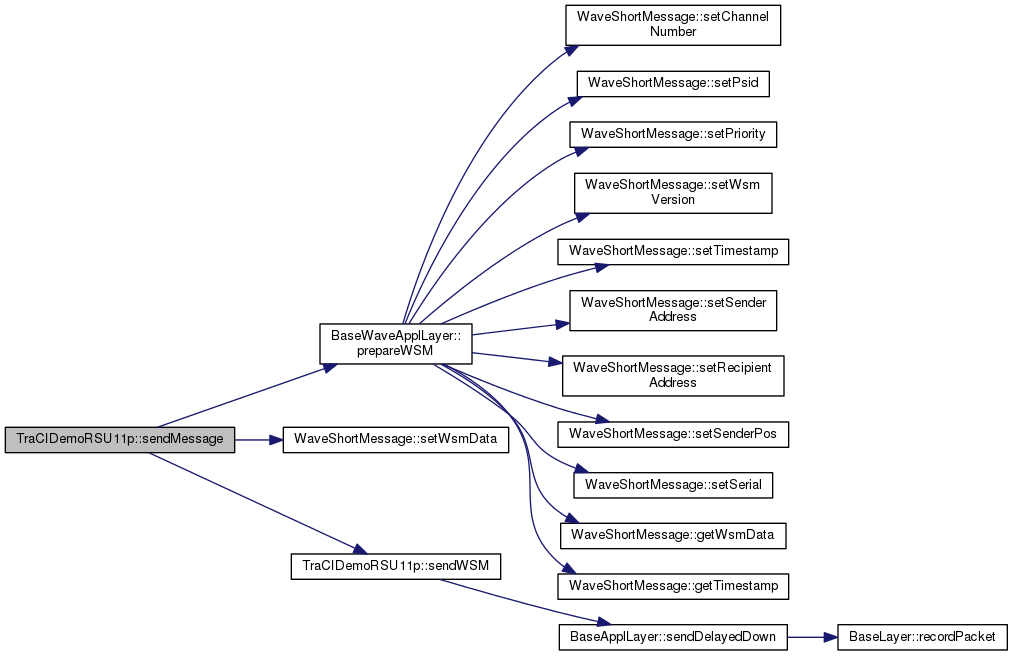 WaveShortMessage::setChannel
Number
WaveShortMessage::setPsid
WaveShortMessage::setPriority
WaveShortMessage::setWsm
Version
WaveShortMessage::setTimestamp
WaveShortMessage::setSender
Address
BaseWaveApplLayer::
prepareWSM
WaveShortMessage::setRecipient
Address
TraCIDemoRSU11p::sendMessage
WaveShortMessage::setWsmData
WaveShortMessage::setSenderPos
WaveShortMessage::setSerial
WaveShortMessage::getWsmData
TraCIDemoRSU11p::sendWSM
WaveShortMessage::getTimestamp
BaseApplLayer::sendDelayedDown
BaseLayer::recordPacket